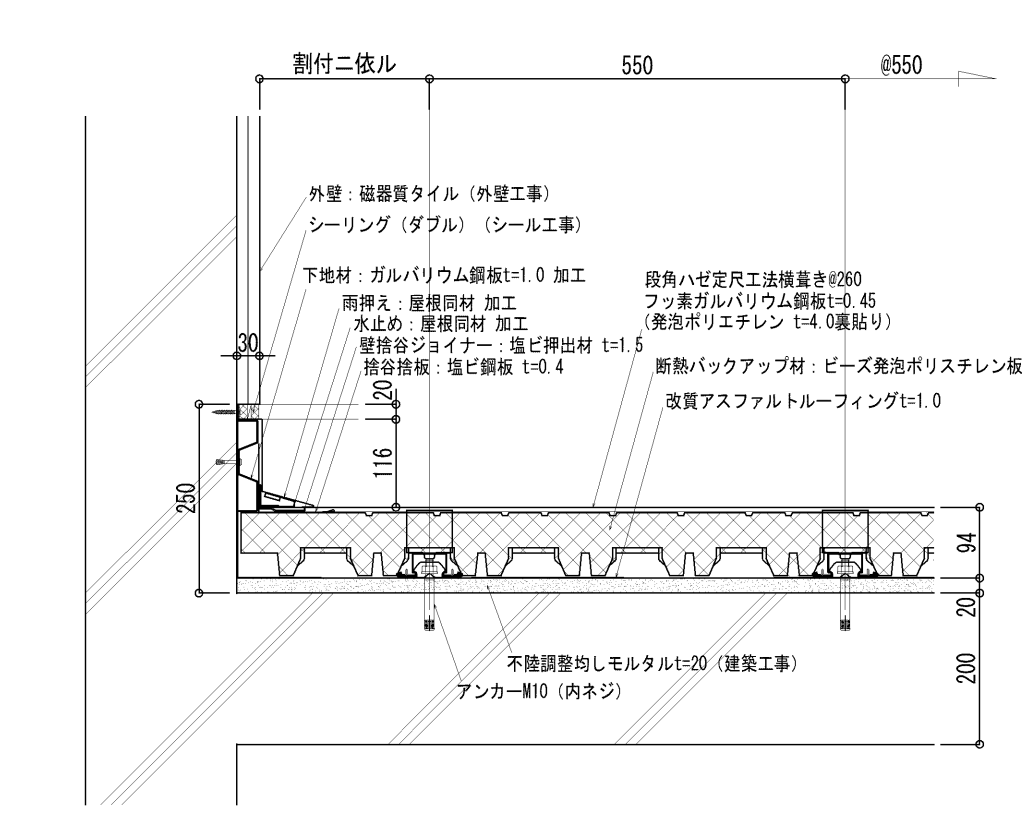 割付ニ依ル
550
@550
外壁：磁器質タイル（外壁工事）
シーリング（ダブル）（シール工事）
下地材：ガルバリウム鋼板t=1.0 加工
雨押え：屋根同材 加工
水止め：屋根同材 加工
壁捨谷ジョイナー：塩ビ押出材 t=1.5
捨谷捨板：塩ビ鋼板 t=0.4
段角ハゼ定尺工法横葺き@260
フッ素ガルバリウム鋼板t=0.45
（発泡ポリエチレン t=4.0裏貼り）
断熱バックアップ材：ビーズ発泡ポリスチレン板
改質アスファルトルーフィングt=1.0
30
20
116
250
94
20
200
不陸調整均しモルタルt=20（建築工事）
アンカーM10（内ネジ）